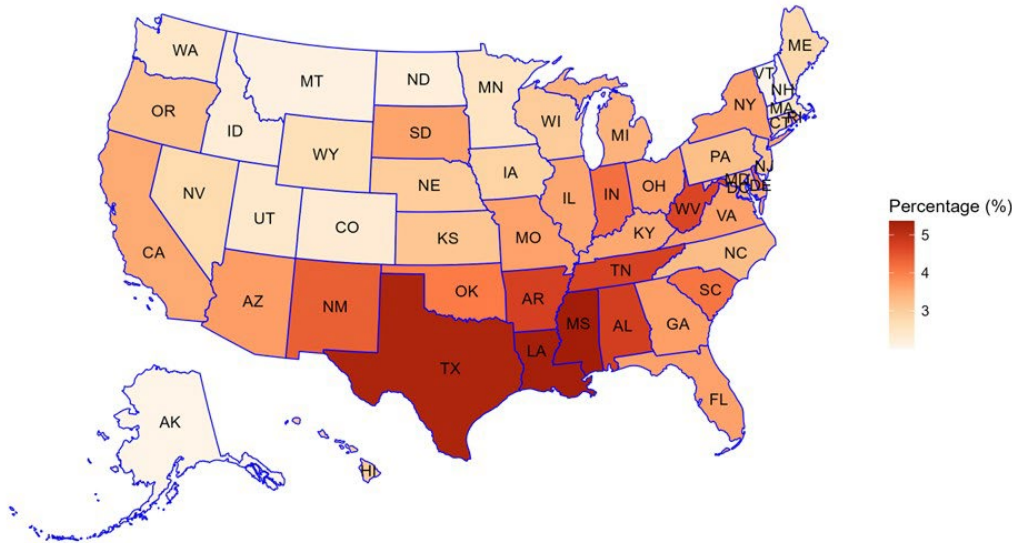 ME
WA
VT
MT
ND
MN
NH
OR
NY
MA
WI
CT
RI
SD
ID
MI
WY
PA
NJ
IA
MD
NE
DE
DC
NV
OH
IN
IL
WV
Percentage (%)
UT
VA
CO
KS
MO
KY
5
CA
NC
TN
4
OK
SC
AZ
NM
AR
3
MS
AL
GA
LA
TX
FL
AK
HI